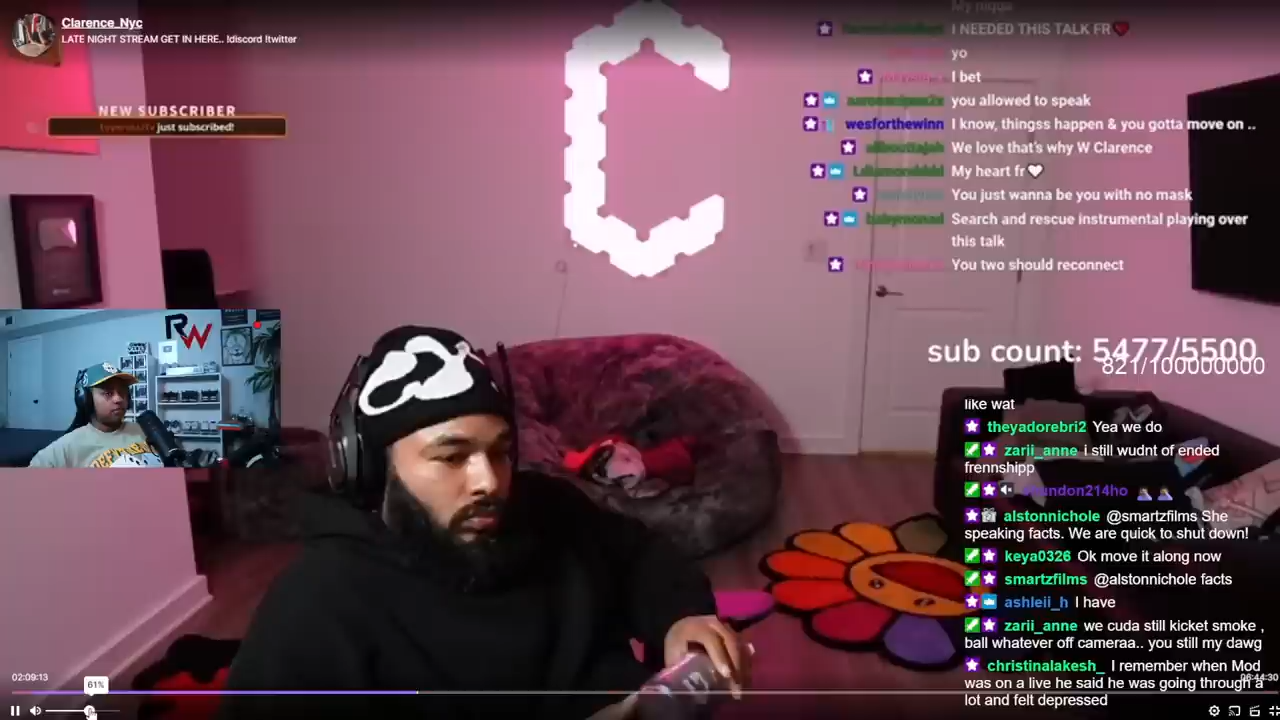 Clarence_Nyc
LATE NIGHT STREAM GET IN HERE.. !discord !twitter
NEW SUBSCRIBER
just subscribed!
I NEEDED THIS TALK FR
yo
I bet
you allowed to speak
wesforthewinn I know, thingss happen & you gotta move on ..
We love that's why W Clarence
My heart fr
You just wanna be you with no mask
babymonad Search and rescue instrumental playing over
this talk
You two should reconnect
C
RW
sub count: 5477/5500
821/100000000
like wat
theyadorebri2 Yea we do
zarii_anne i still wudnt of ended
frennshipp
alstonnichole @smartzfilms She
speaking facts. We are quick to shut down!
keya0326 Ok move it along now
smartzfilms @alstonnichole facts
ashleii_h I have
zarii_anne we cuda still kicket smoke ,
ball whatever off cameraa.. you still my dawg
christinalakesh_ I remember when Mod
was on a live he said he was going through a
lot and felt depressed
02:09:13
61%